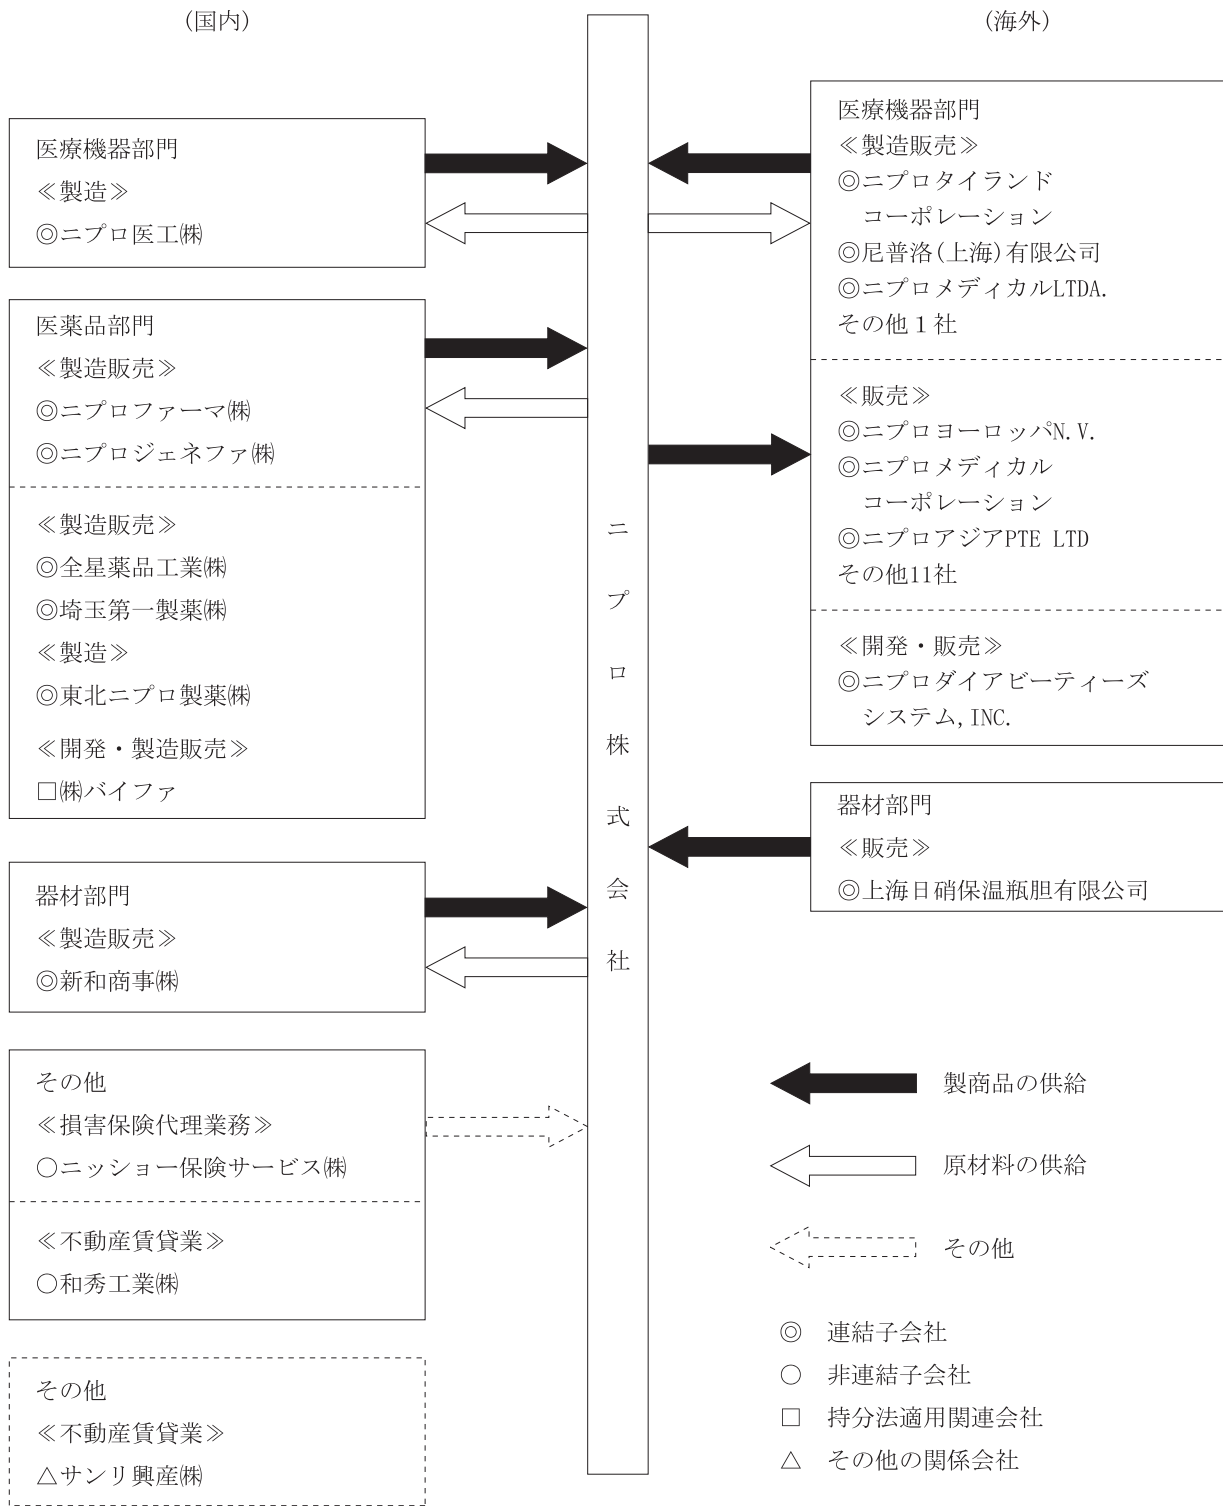 (国内)
医療機器部門
≪製造≫
◎ニプロ医工㈱
医薬品部門
≪製造販売≫
◎ニプロファーマ㈱
◎ニプロジェネファ㈱
≪製造販売≫
◎全星薬品工業㈱
◎埼玉第一製薬㈱
≪製造≫
◎東北ニプロ製薬㈱
≪開発・製造販売≫
□㈱バイファ
器材部門
≪製造販売≫
◎新和商事㈱
その他
≪損害保険代理業務≫
○ニッショー保険サービス㈱
≪不動産賃貸業≫
○和秀工業㈱
その他
≪不動産賃貸業≫
△サンリ興産㈱
ニプロ株式会社
(海外)
医療機器部門
≪製造販売≫
◎ニプロタイランド
コーポレーション
◎尼普洛(上海)有限公司
◎ニプロメディカルLTDA.
その他１社
≪販売≫
◎ニプロヨーロッパN.V.
◎ニプロメディカル
コーポレーション
◎ニプロアジアPTE LTD
その他11社
≪開発・販売≫
◎ニプロダイアビーティーズ
システム,INC.
器材部門
≪販売≫
◎上海日硝保温瓶胆有限公司
製商品の供給
原材料の供給
その他
◎ 連結子会社
○ 非連結子会社
□ 持分法適用関連会社
△ その他の関係会社